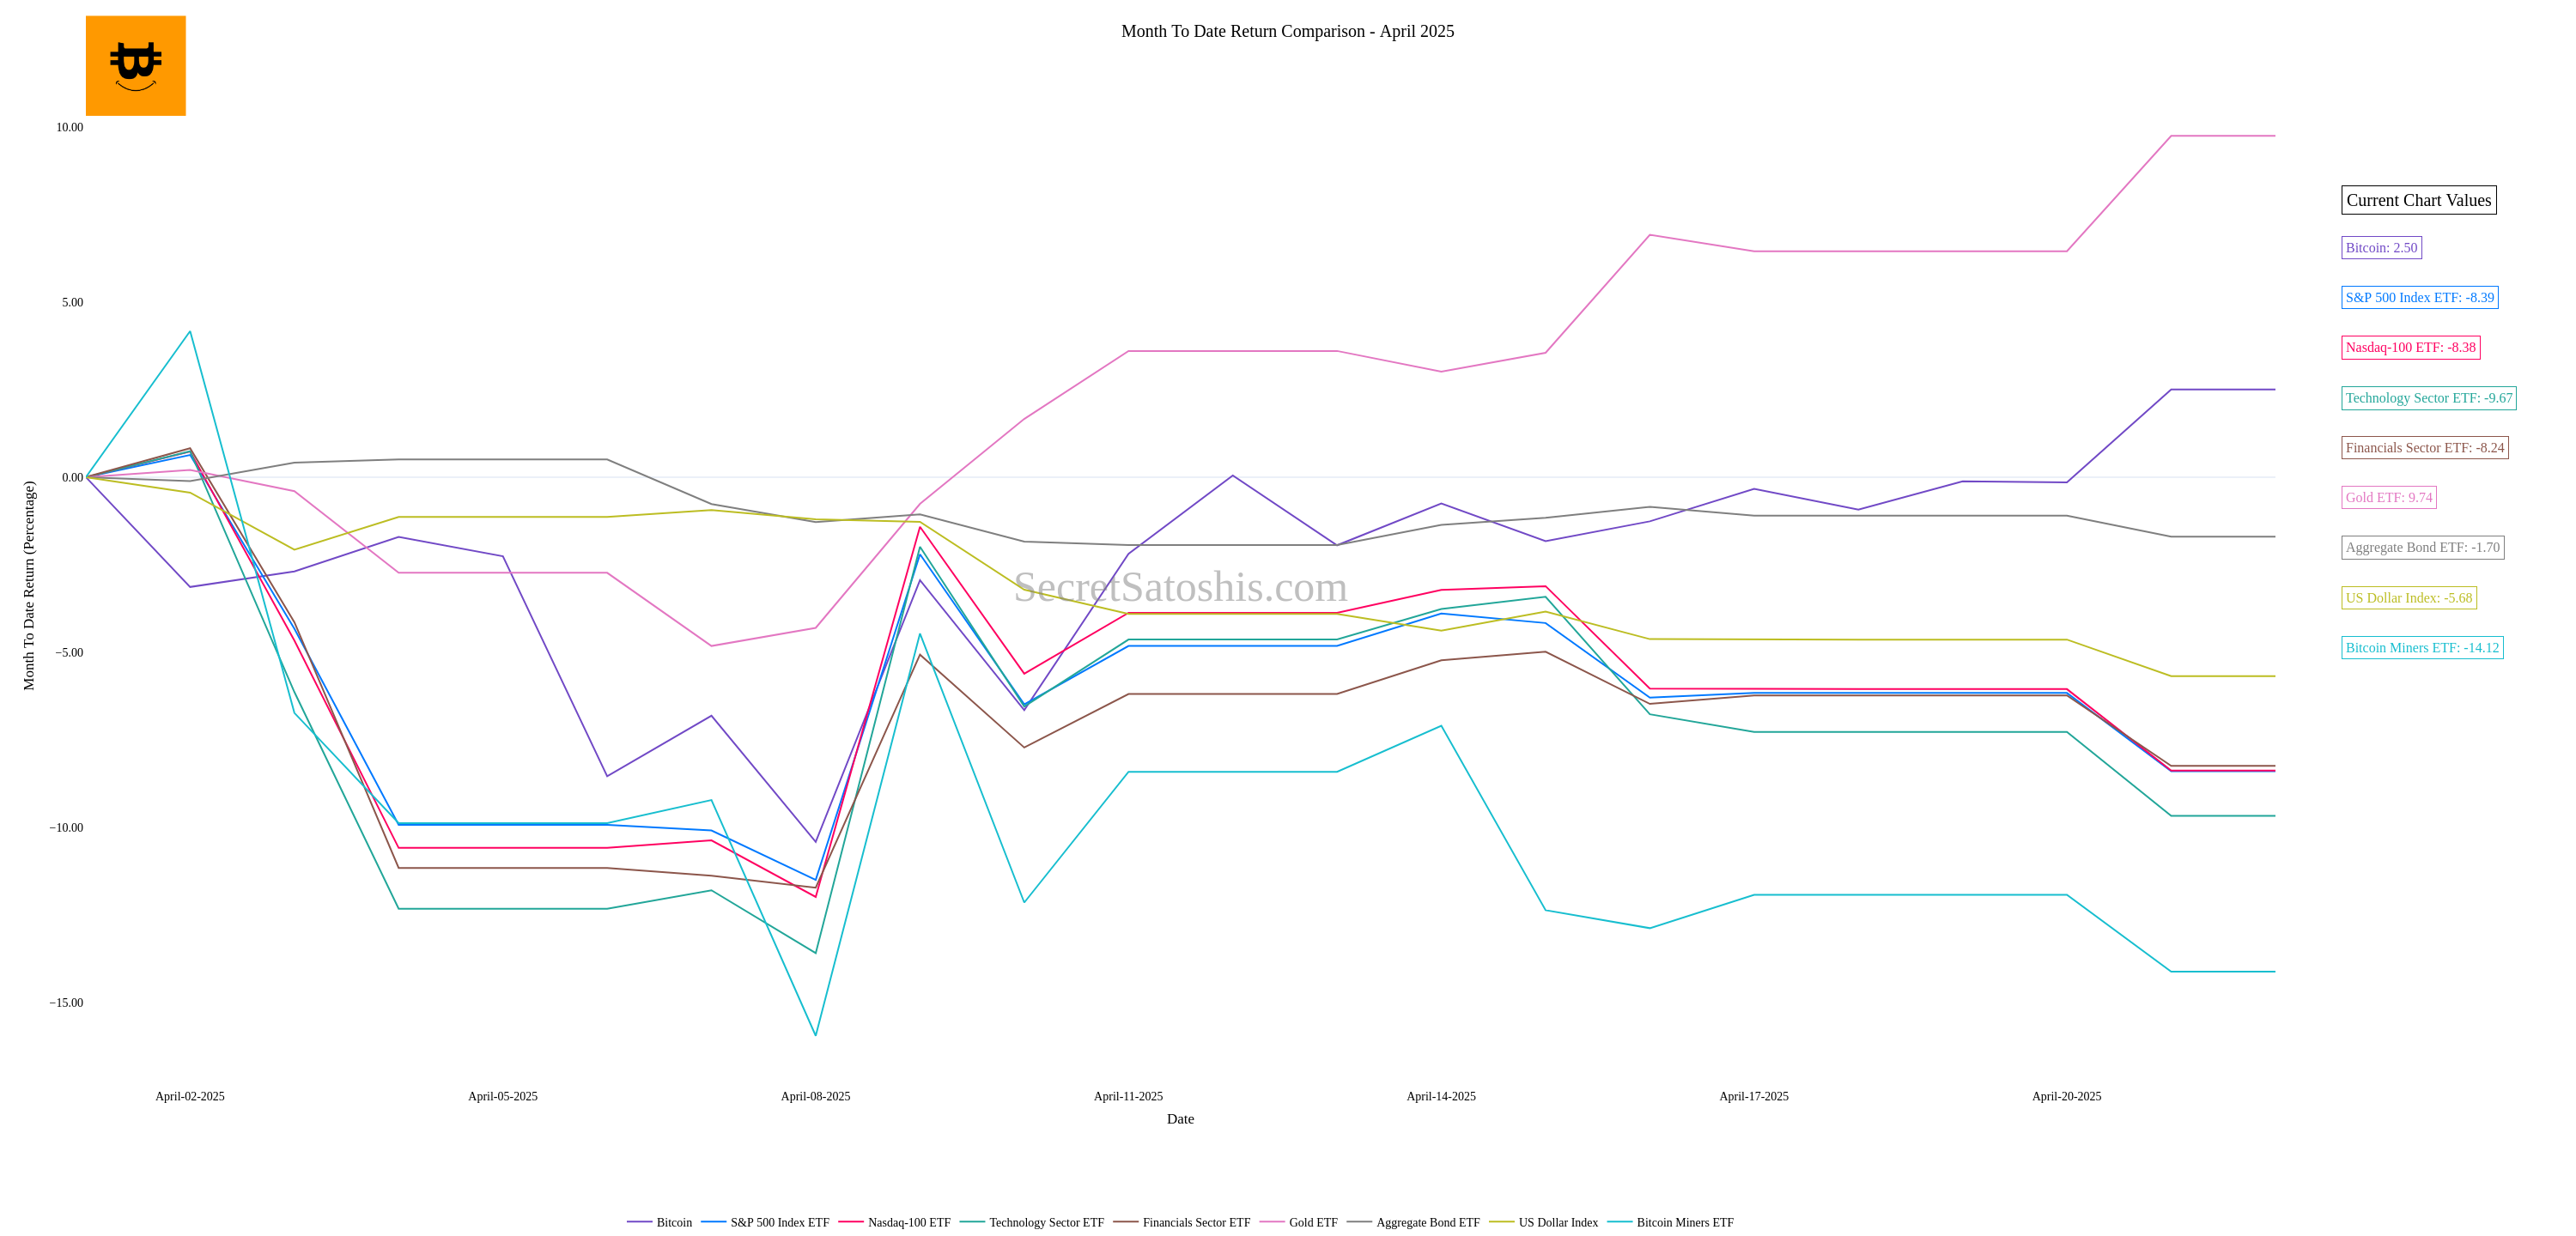 Month To Date Return Comparison - April 2025
10.00
5.00
0.00
−5.00
−10.00
−15.00
Month To Date Return (Percentage)
SecretSatoshis.com
Current Chart Values
Bitcoin: 2.50
S&P 500 Index ETF: -8.39
Nasdaq-100 ETF: -8.38
Technology Sector ETF: -9.67
Financials Sector ETF: -8.24
Gold ETF: 9.74
Aggregate Bond ETF: -1.70
US Dollar Index: -5.68
Bitcoin Miners ETF: -14.12
April-02-2025 April-05-2025 April-08-2025 April-11-2025 April-14-2025 April-17-2025 April-20-2025
Date
Bitcoin S&P 500 Index ETF Nasdaq-100 ETF Technology Sector ETF Financials Sector ETF Gold ETF Aggregate Bond ETF US Dollar Index Bitcoin Miners ETF